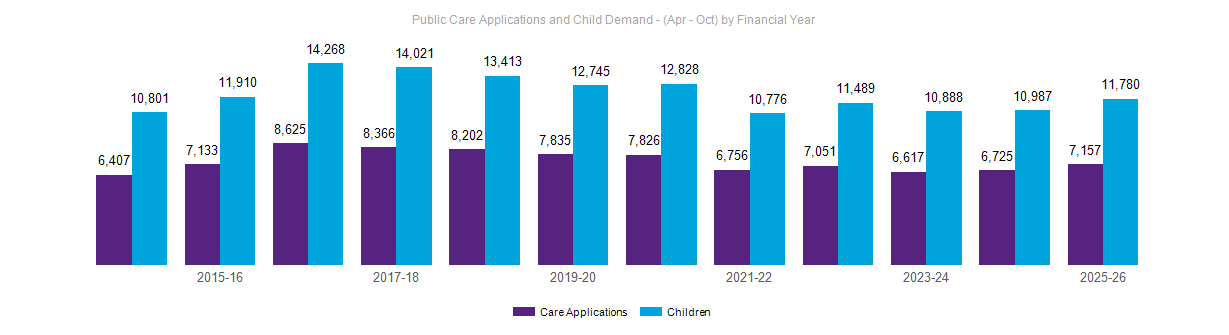 Public Care Applications and Child Demand - (Apr - Oct) by Financial Year
6,407 10,801 7,133 11,910 8,625 14,268 8,366 14,021 8,202 13,413 7,835 12,745 7,826 12,828 6,756 10,776 7,051 11,489 6,617 10,888 6,725 10,987 7,157 11,780
2015-16 2017-18 2019-20 2021-22 2023-24 2025-26
Care Applications Children